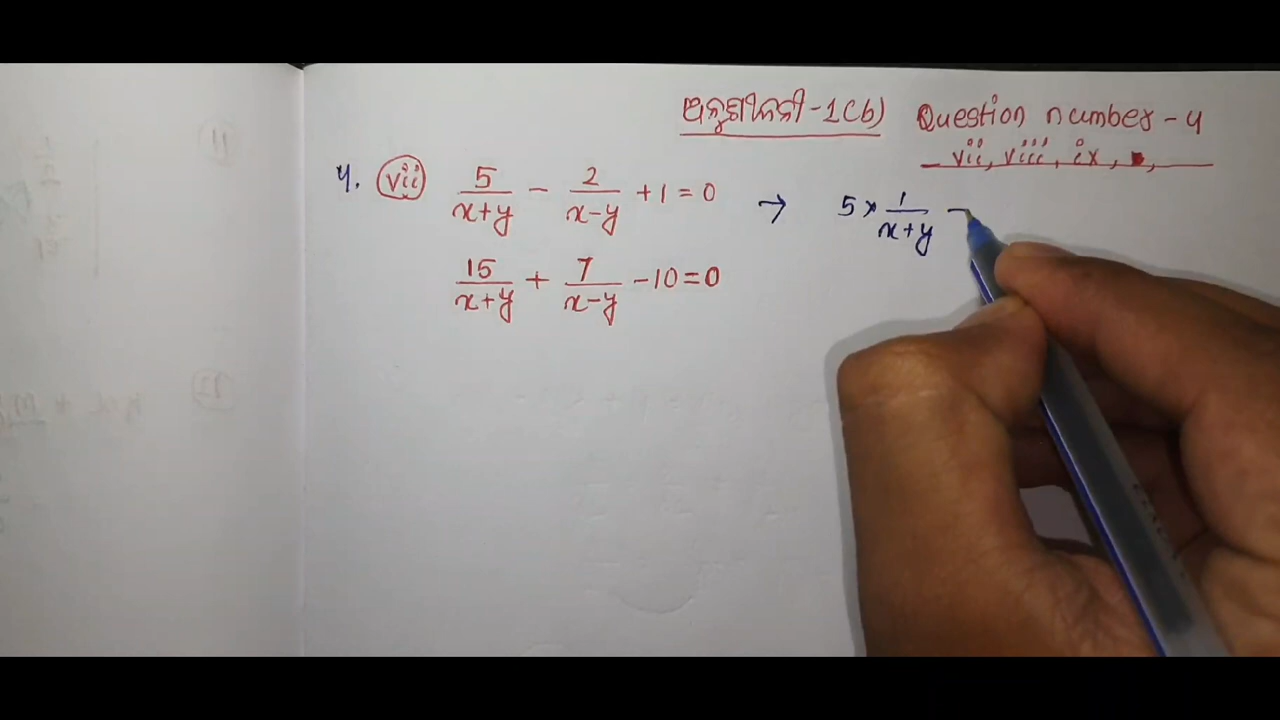 ଅନୁଶୀଳନୀ-1(b) Question number - 4
vii, viii, ix,
4. (vii) 5/(x+y) - 2/(x-y) + 1 = 0 → 5 × 1/(x+y) -
15/(x+y) + 7/(x-y) - 10 = 0